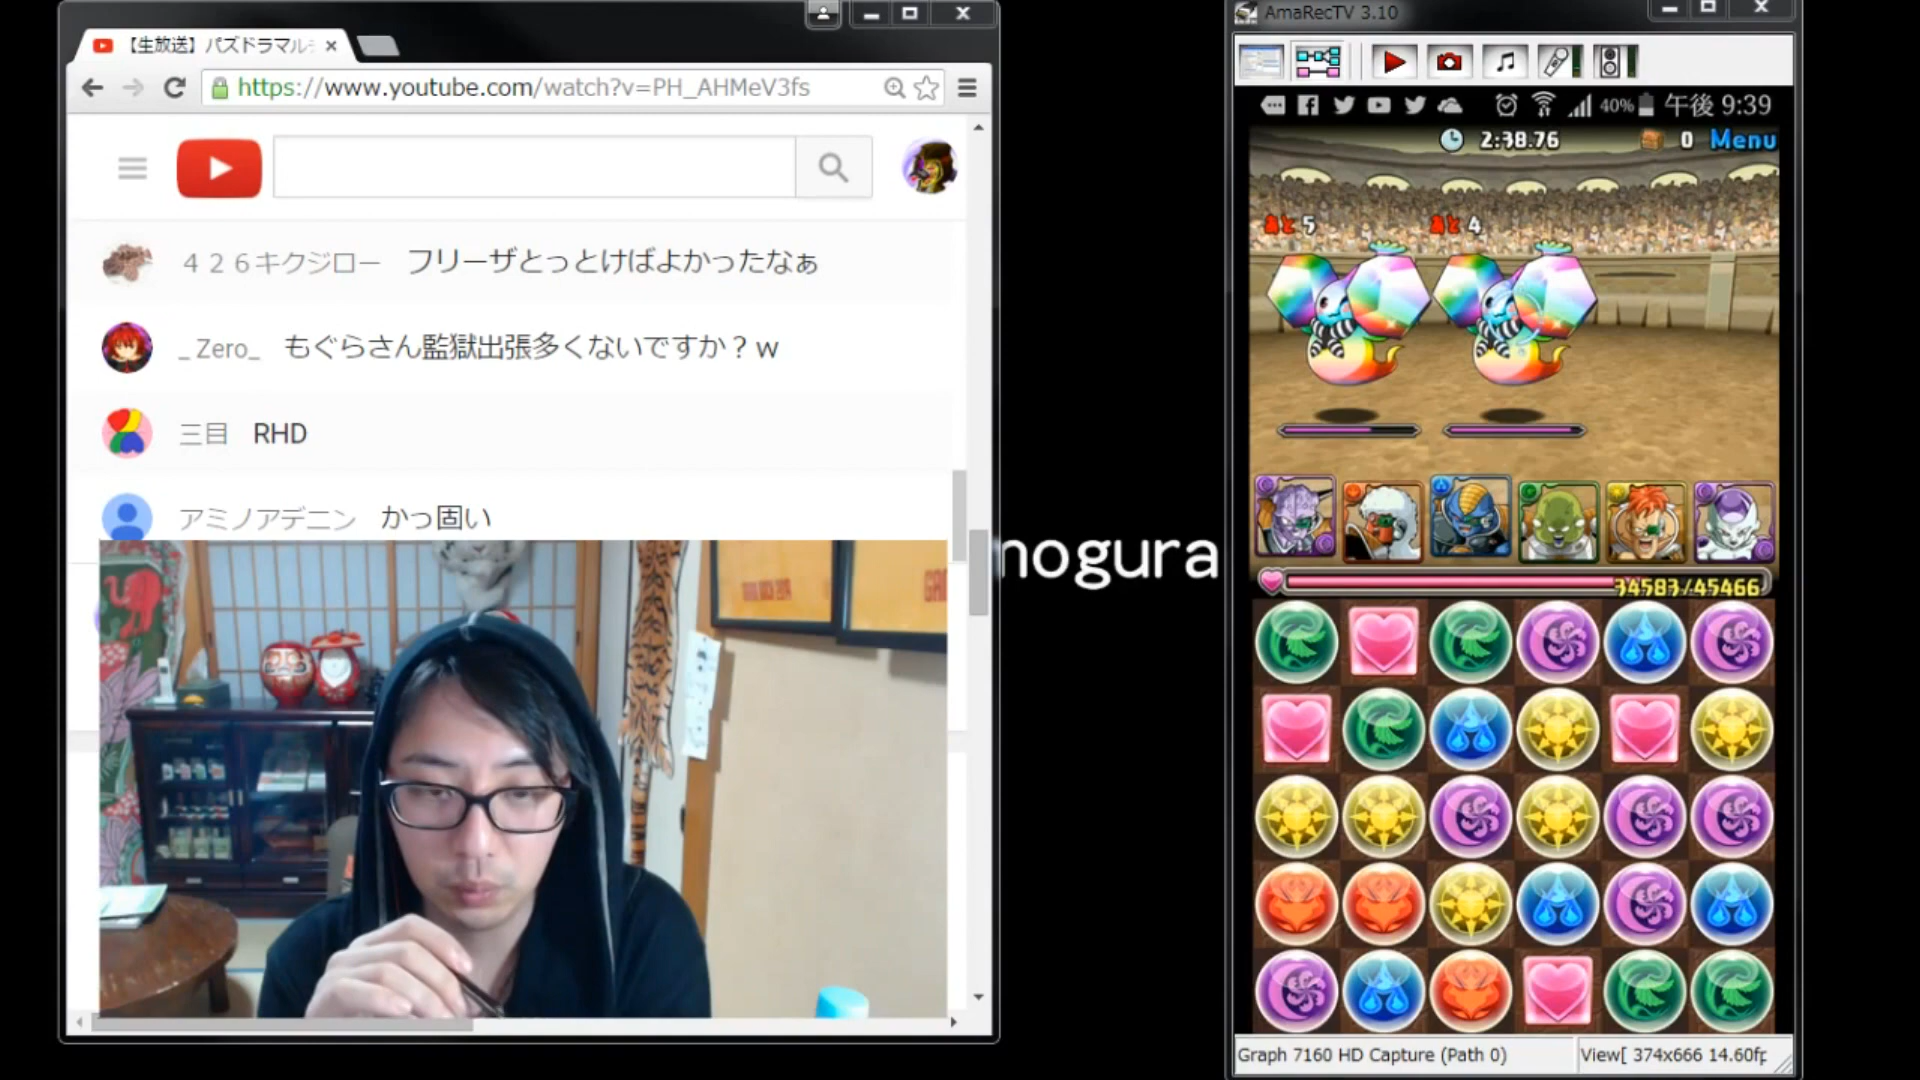 【生放送】パズドラマル
https://www.youtube.com/watch?v=PH_AHMeV3fs
４２６キクジロー フリーザとっとけばよかったなぁ
_Zero_ もぐらさん監獄出張多くないですか？w
三目 RHD
アミノアデニン かっ固い
mogura
AmaRecTV 3.10
40% 午後 9:39
2:38.76 0 Menu
あと5 あと4
34583/45466
Graph 7160 HD Capture (Path 0) View[ 374x666 14.60fp